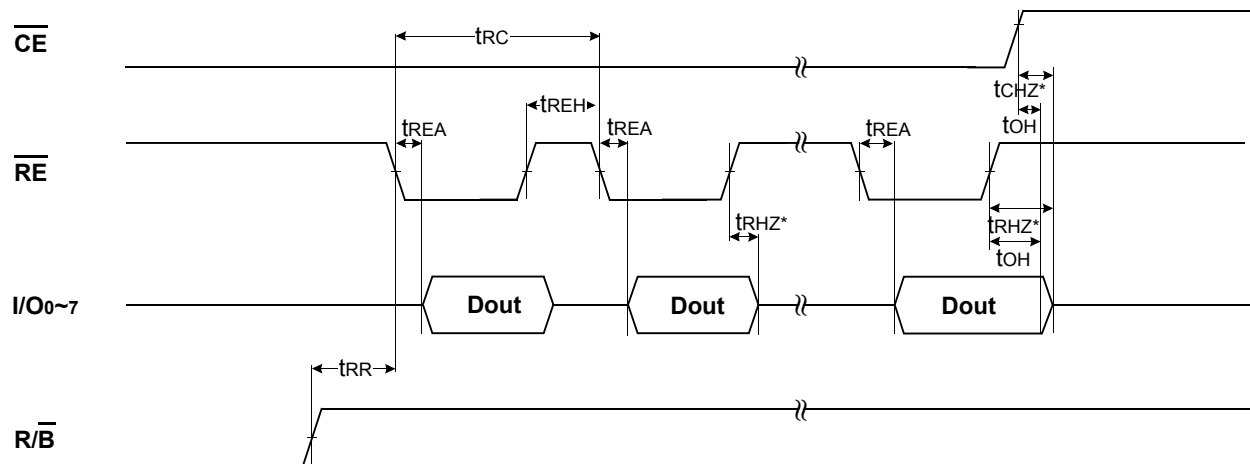 CE
tRC
tCHZ*
tREH
tOH
tREA
tREA
tREA
RE
tRHZ*
tRHZ*
tOH
I/O0~7
Dout
Dout
Dout
tRR
R/B